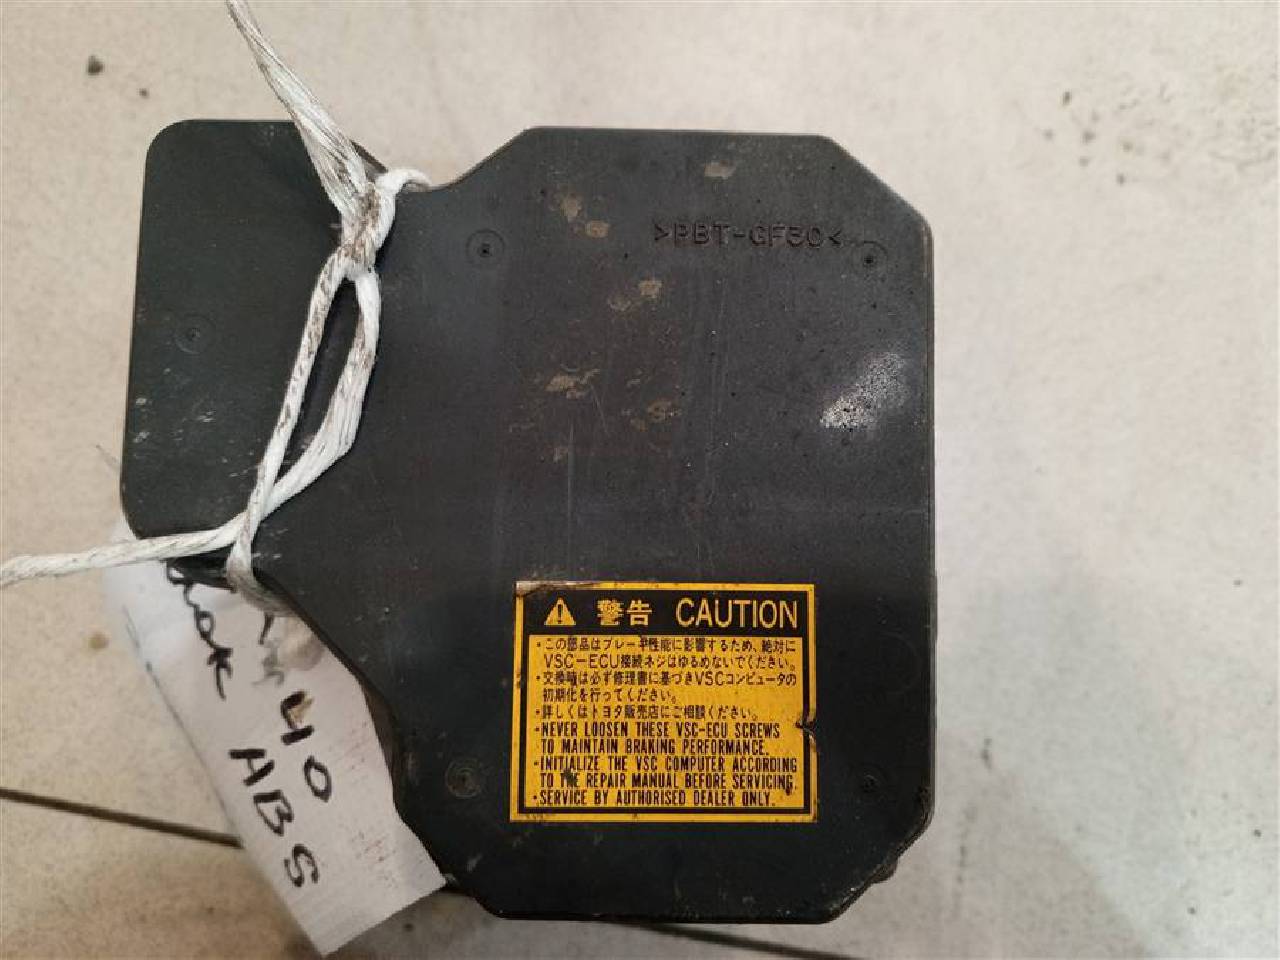 >PBT-GF30<
警告 CAUTION
・この部品はブレーキ性能に影響するため、絶対に
VSC-ECU接続ネジはゆるめないでください。
・交換時は必ず修理書に基づきVSCコンピュータの
初期化を行ってください。
・詳しくはトヨタ販売店にご相談ください。
・NEVER LOOSEN THESE VSC-ECU SCREWS
TO MAINTAIN BRAKING PERFORMANCE.
・INITIALIZE THE VSC COMPUTER ACCORDING
TO THE REPAIR MANUAL BEFORE SERVICING.
・SERVICE BY AUTHORISED DEALER ONLY.
40
ABS